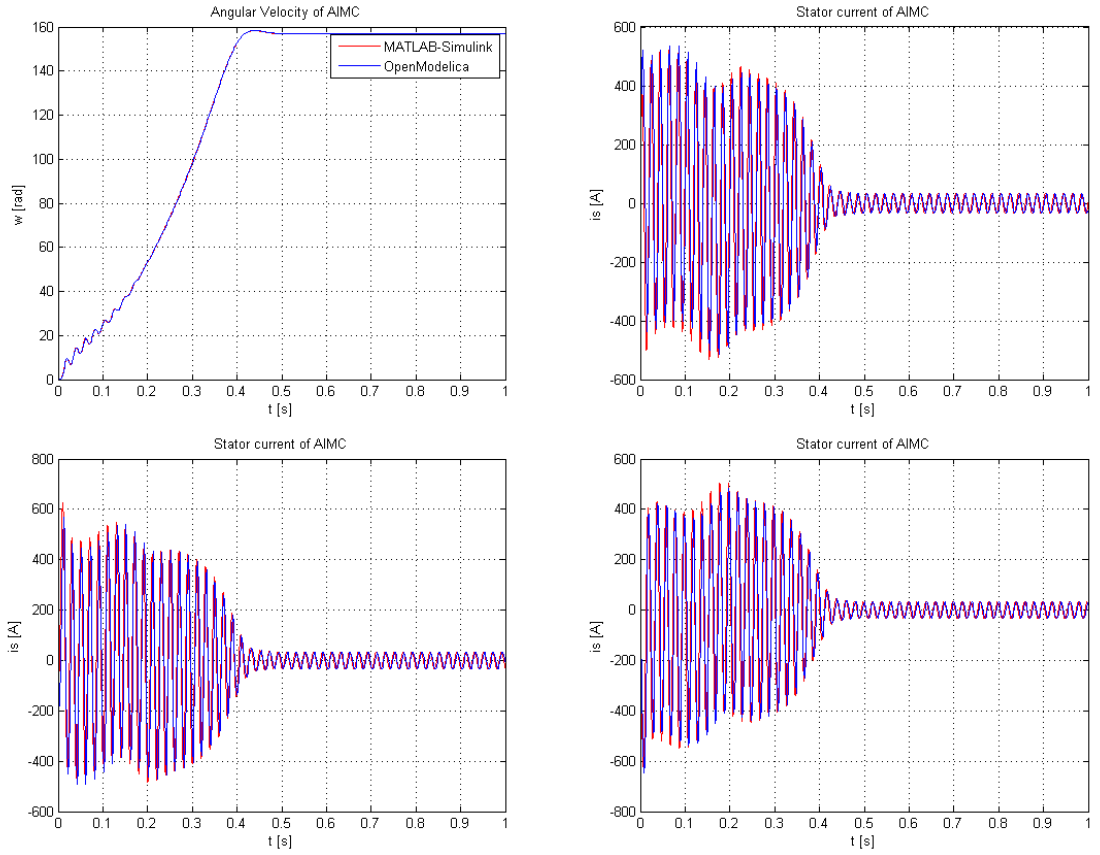 Angular Velocity of AIMC
160
140
120
100
80
60
40
20
0
w [rad]
MATLAB-Simulink
OpenModelica
0 0.1 0.2 0.3 0.4 0.5 0.6 0.7 0.8 0.9 1
t [s]
Stator current of AIMC
600
400
200
0
-200
-400
-600
is [A]
0 0.1 0.2 0.3 0.4 0.5 0.6 0.7 0.8 0.9 1
t [s]
Stator current of AIMC
800
600
400
200
0
-200
-400
-600
is [A]
0 0.1 0.2 0.3 0.4 0.5 0.6 0.7 0.8 0.9 1
t [s]
Stator current of AIMC
600
400
200
0
-200
-400
-600
-800
is [A]
0 0.1 0.2 0.3 0.4 0.5 0.6 0.7 0.8 0.9 1
t [s]